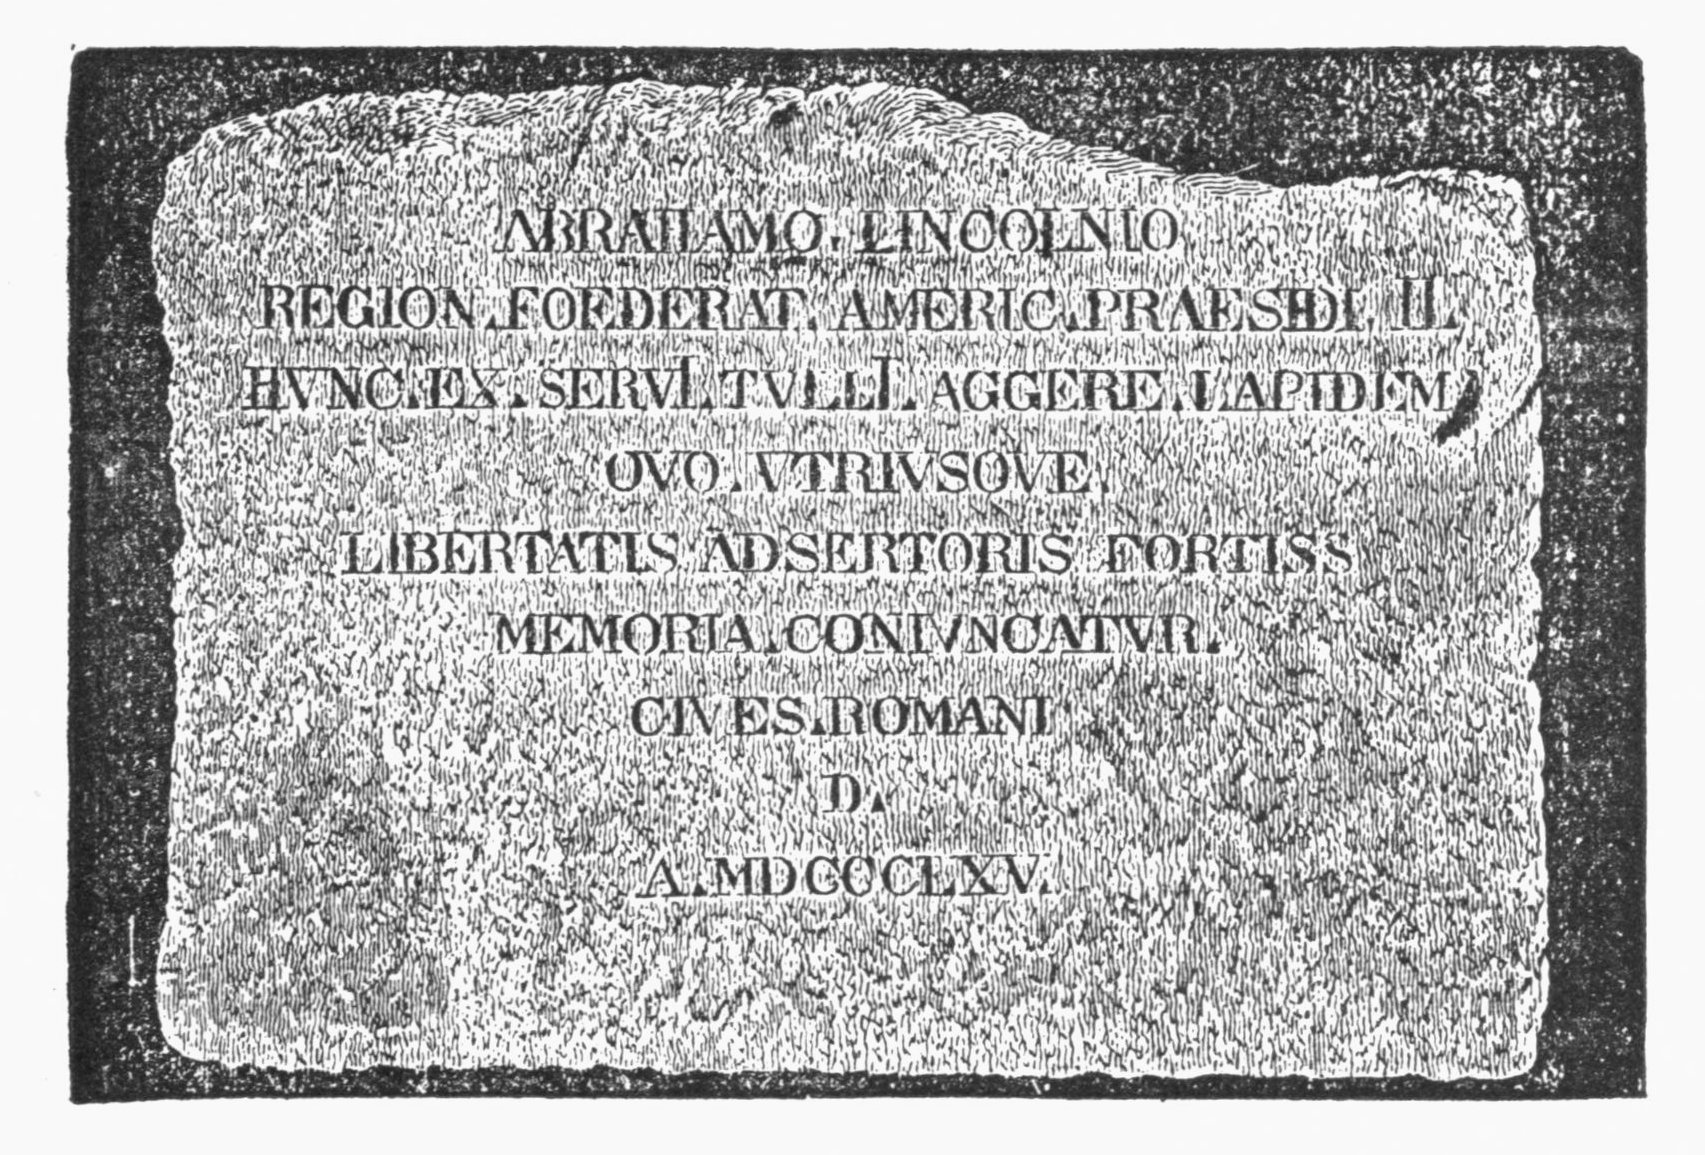 ABRAHAMO. LINCOLNIO
REGION. FOEDERAT. AMERIC. PRAESIDI. II.
HVNC. EX. SERVI. TVLLI. AGGERE. LAPIDEM
QVO. VTRIVSQVE.
LIBERTATIS ADSERTORIS FORTISS
MEMORIA. CONIVNGATVR.
CIVES. ROMANI
D.
A. MDCCCLXV.